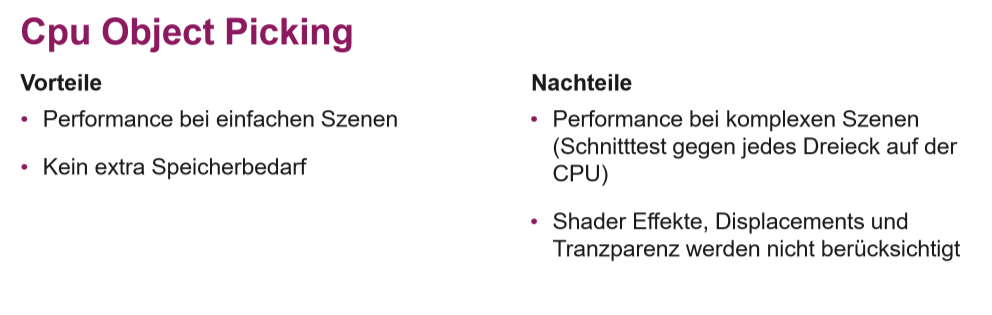 Cpu Object Picking
Vorteile
• Performance bei einfachen Szenen
• Kein extra Speicherbedarf
Nachteile
• Performance bei komplexen Szenen
(Schnitttest gegen jedes Dreieck auf der
CPU)
• Shader Effekte, Displacements und
Tranzparenz werden nicht berücksichtigt